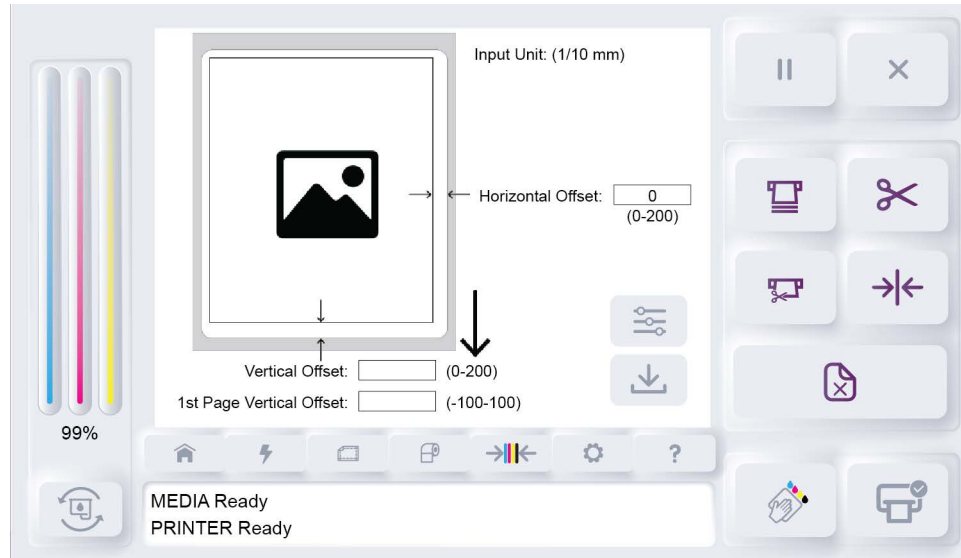 Input Unit: (1/10 mm)
Horizontal Offset: 0
(0-200)
Vertical Offset: (0-200)
1st Page Vertical Offset: (-100-100)
99%
?
MEDIA Ready
PRINTER Ready